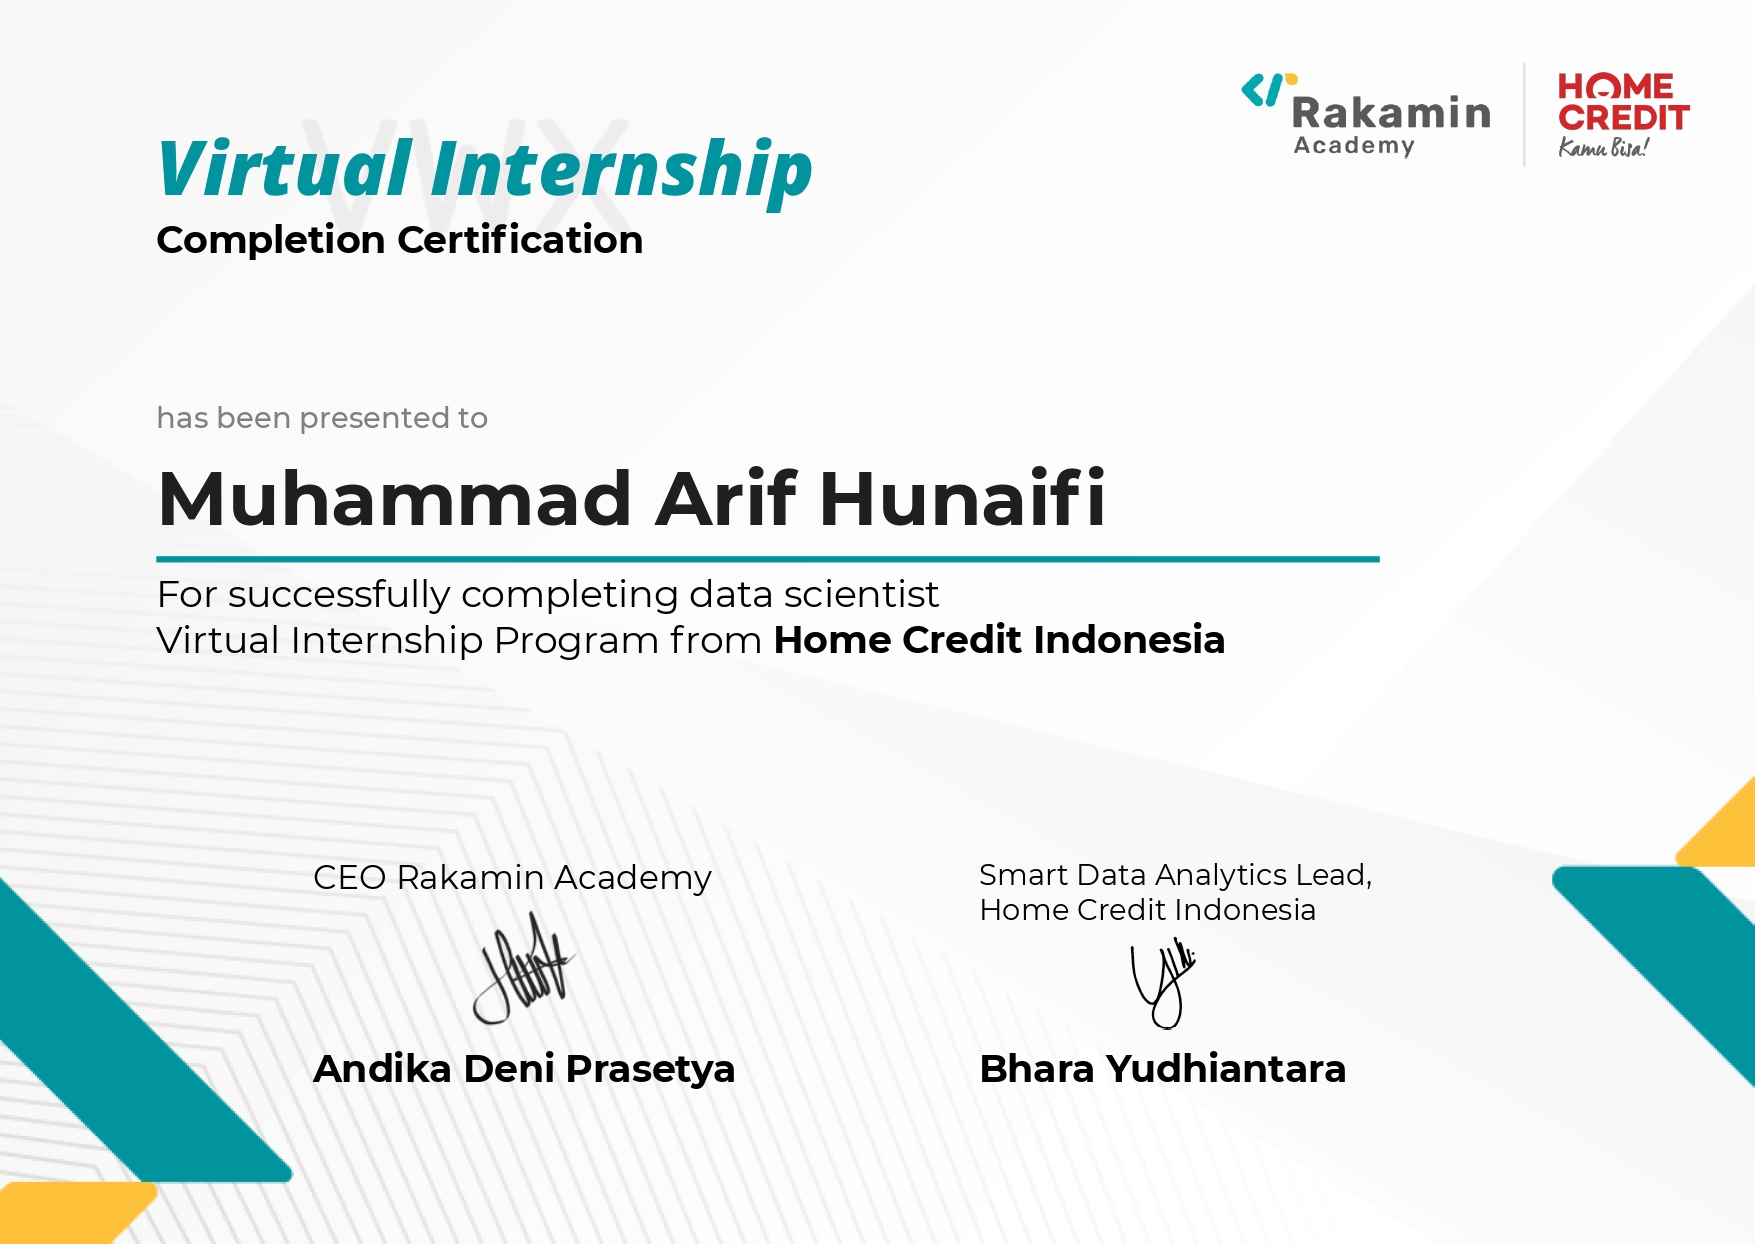 Rakamin
Academy
HOME
CREDIT
Kamu Bisa!
VWX
Virtual Internship
Completion Certification
has been presented to
Muhammad Arif Hunaifi
For successfully completing data scientist
Virtual Internship Program from Home Credit Indonesia
CEO Rakamin Academy
Andika Deni Prasetya
Smart Data Analytics Lead,
Home Credit Indonesia
Bhara Yudhiantara